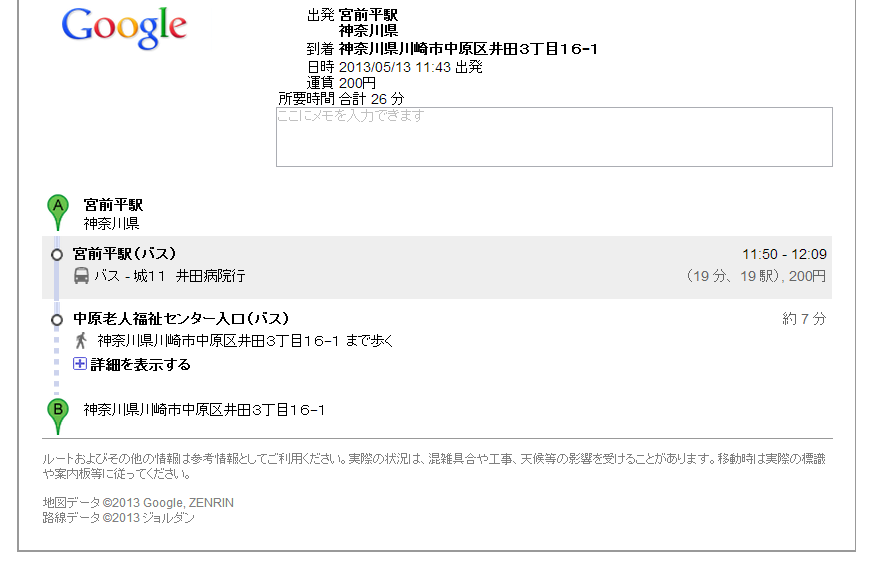 Google
出発 宮前平駅
神奈川県
到着 神奈川県川崎市中原区井田3丁目16-1
日時 2013/05/13 11:43 出発
運賃 200円
所要時間 合計 26 分
ここにメモを入力できます
A 宮前平駅
神奈川県
宮前平駅(バス) 11:50 - 12:09
バス - 城11 井田病院行 (19 分、 19 駅), 200円
中原老人福祉センター入口(バス) 約 7 分
神奈川県川崎市中原区井田3丁目16-1 まで歩く
詳細を表示する
B 神奈川県川崎市中原区井田3丁目16-1
ルートおよびその他の情報は参考情報としてご利用ください。実際の状況は、混雑具合や工事、天候等の影響を受けることがあります。移動時は実際の標識
や案内板等に従ってください。
地図データ ©2013 Google, ZENRIN
路線データ ©2013 ジョルダン